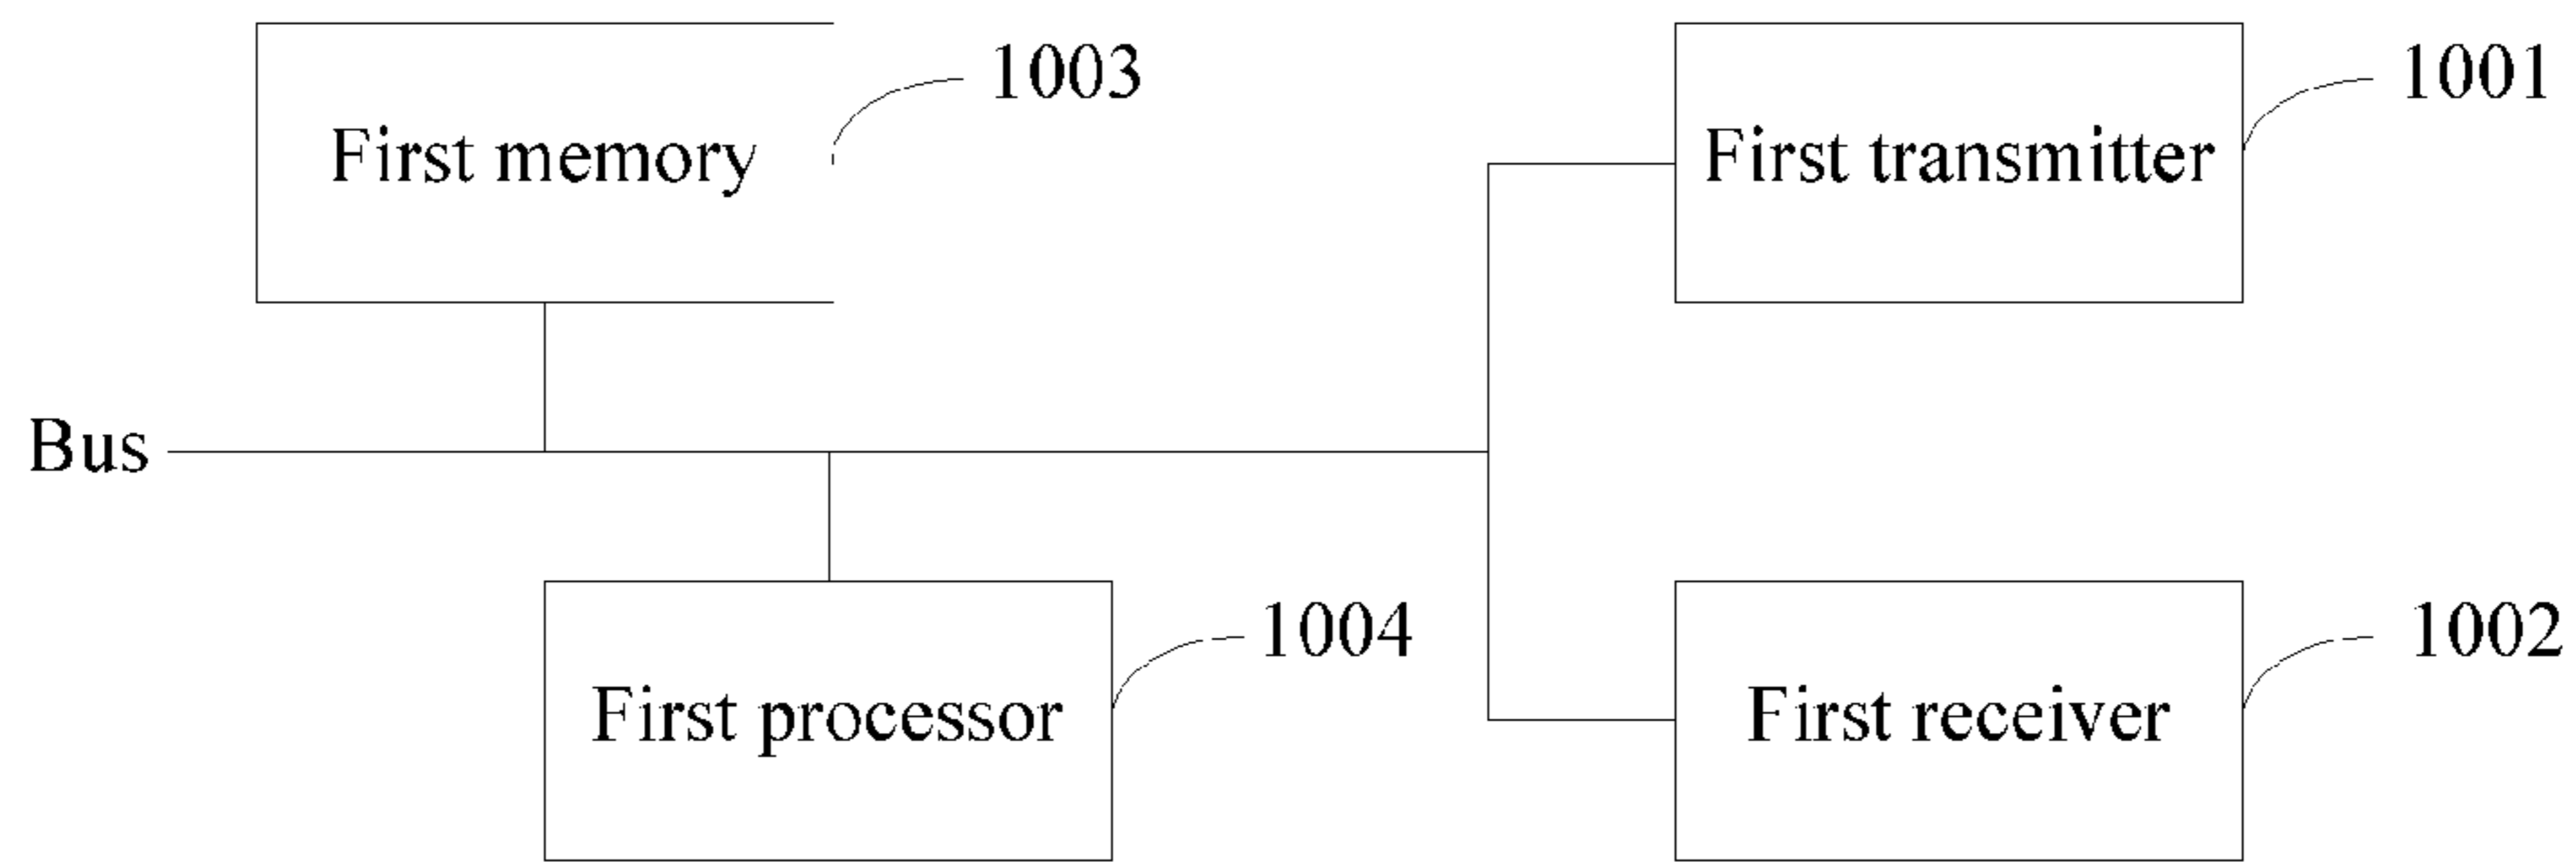 1003
1001
First memory
First transmitter
Bus
1004
1002
First processor
First receiver